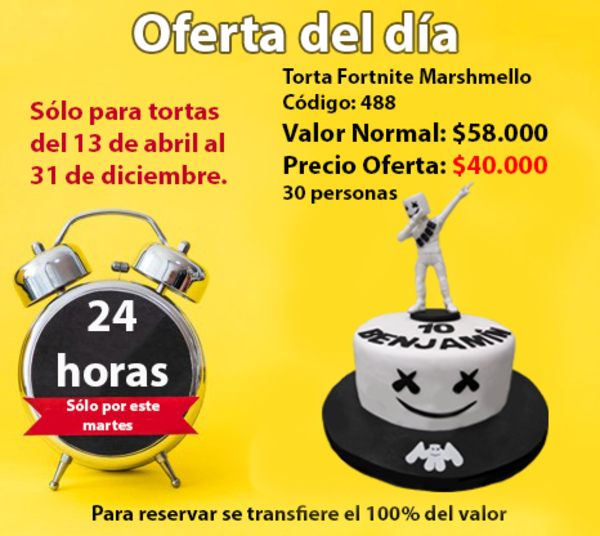 Oferta del día
Torta Fortnite Marshmello
Código: 488
Valor Normal: $58.000
Precio Oferta: $40.000
30 personas
Sólo para tortas
del 13 de abril al
31 de diciembre.
24
horas
Sólo por este
martes
10
BENJAMÍN
Para reservar se transfiere el 100% del valor